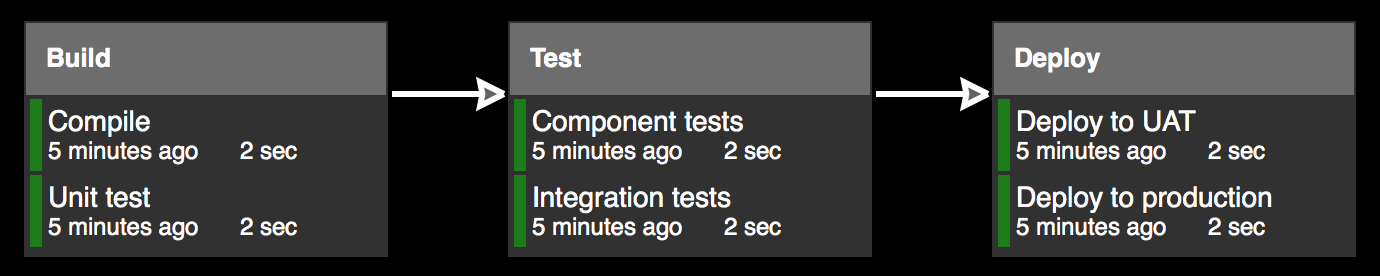 Build
Compile
5 minutes ago 2 sec
Unit test
5 minutes ago 2 sec
Test
Component tests
5 minutes ago 2 sec
Integration tests
5 minutes ago 2 sec
Deploy
Deploy to UAT
5 minutes ago 2 sec
Deploy to production
5 minutes ago 2 sec